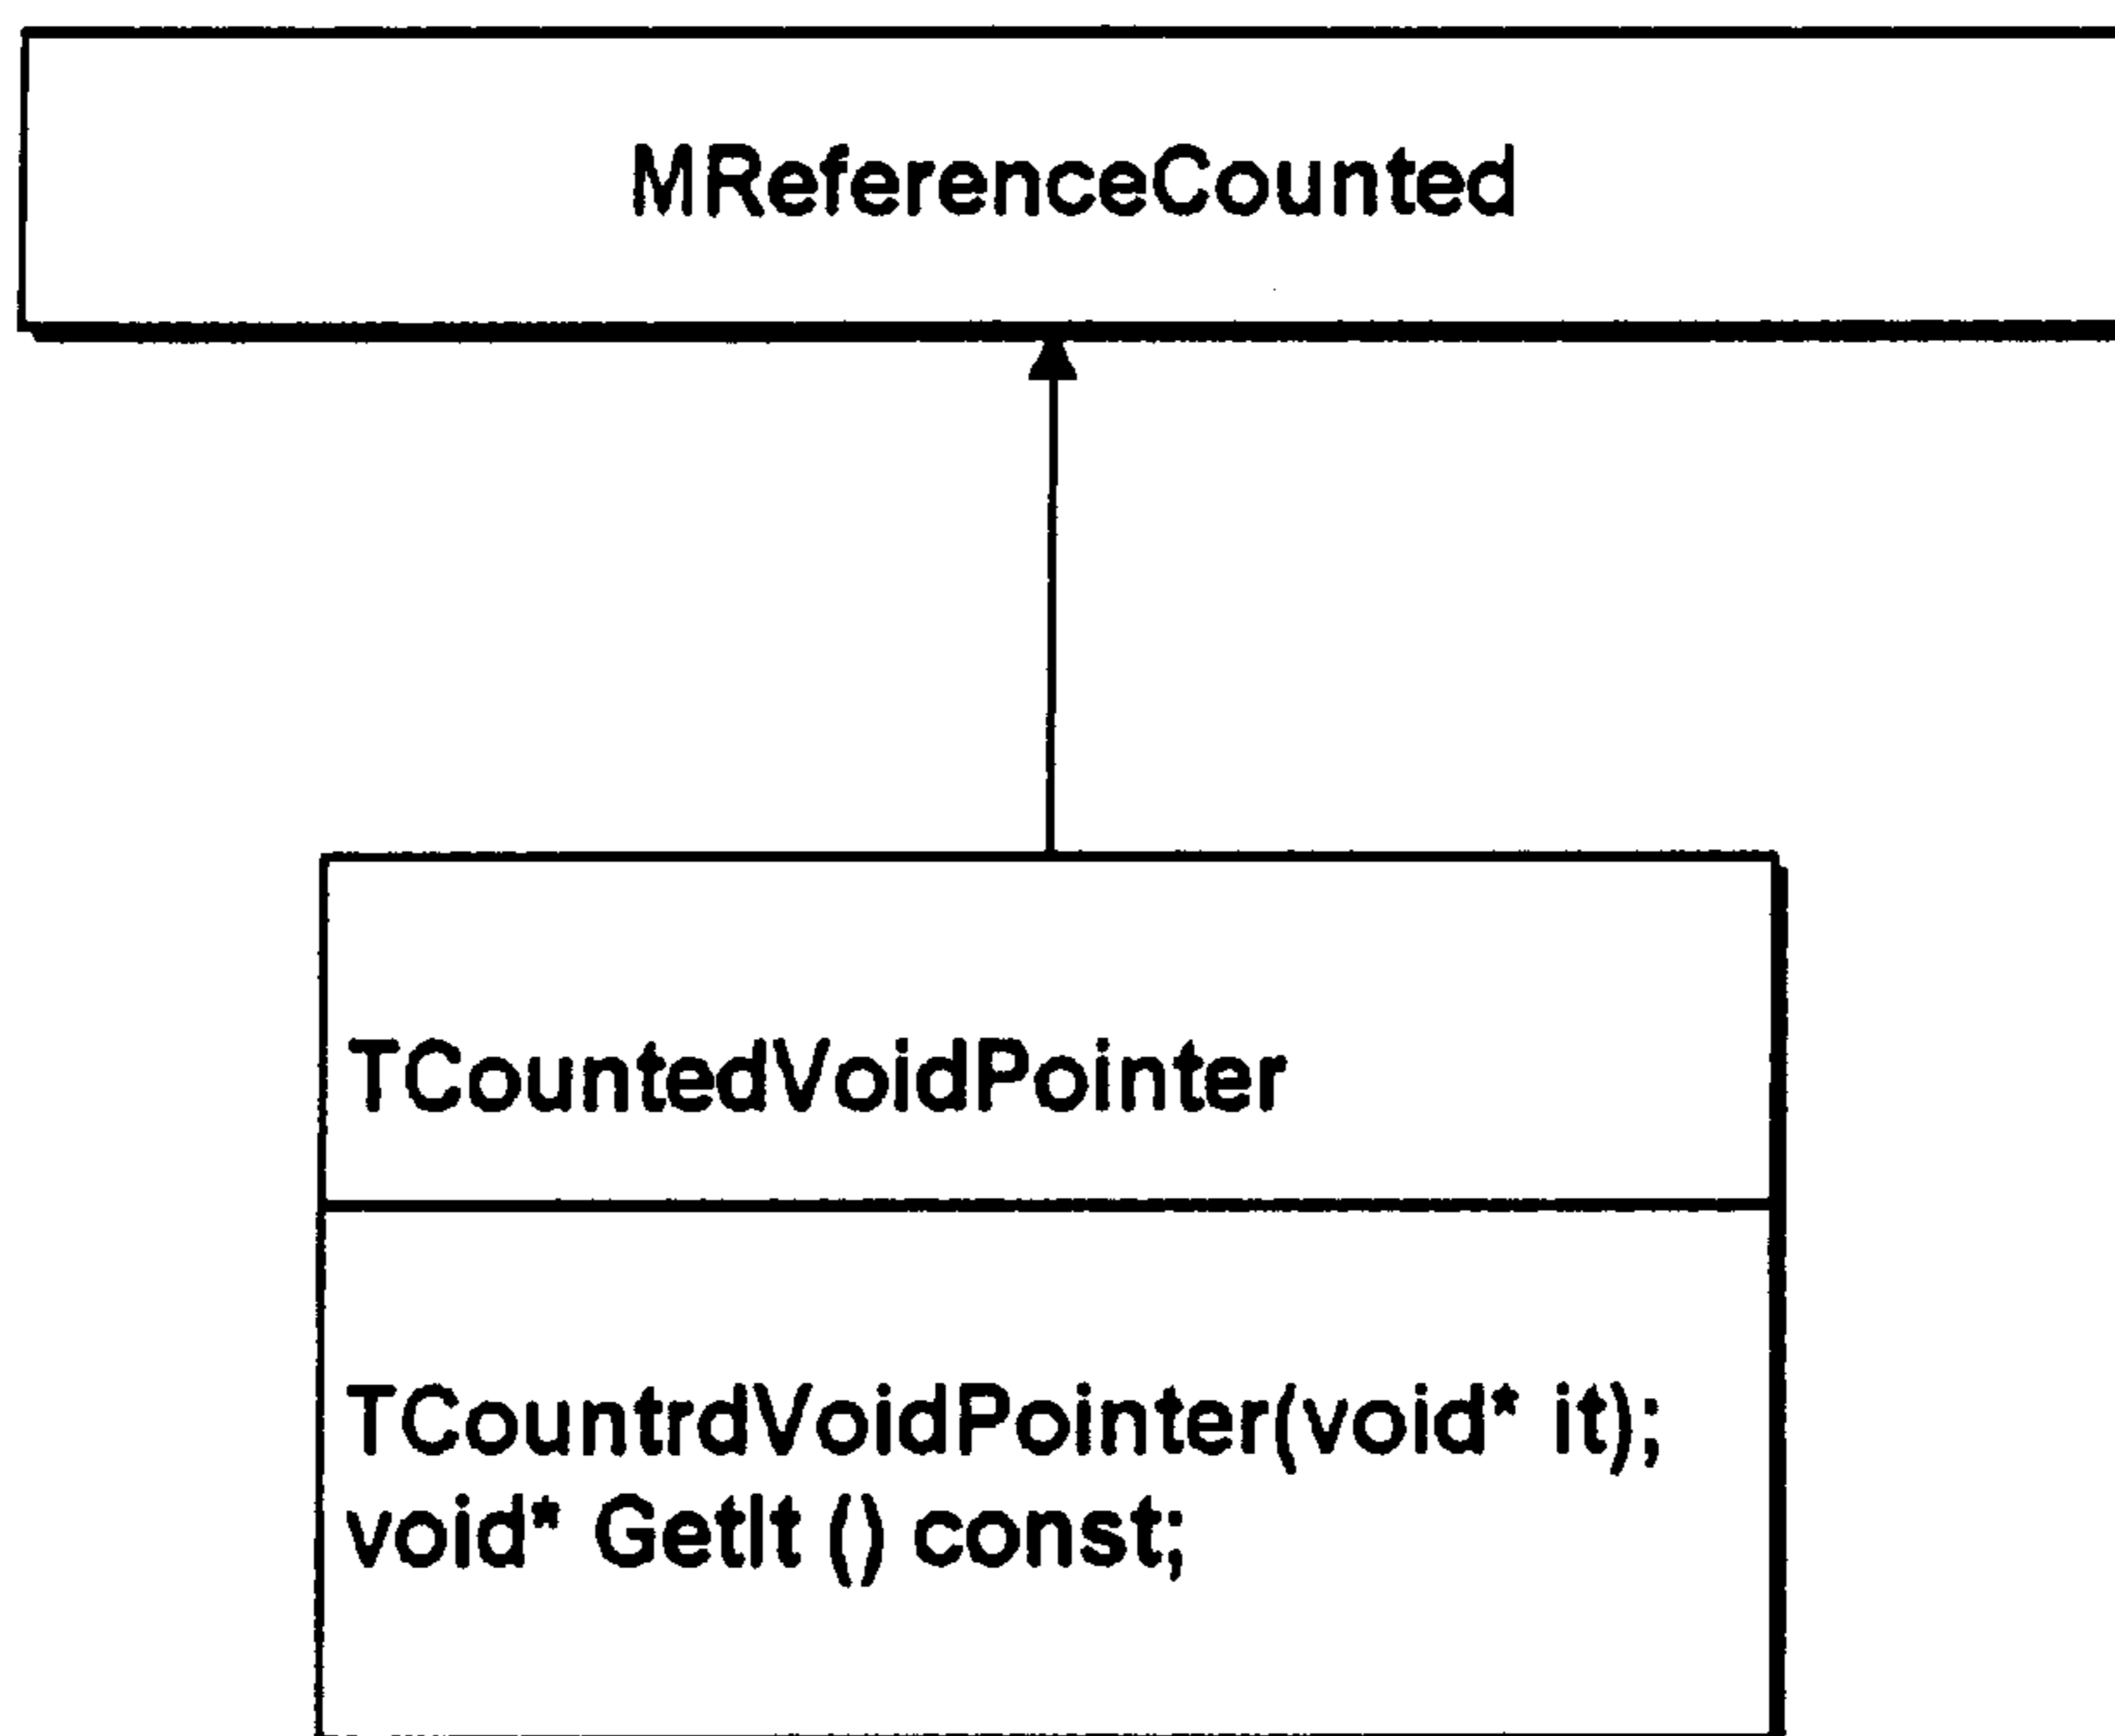 MReferenceCounted
TCountedVoidPointer
TCountrdVoidPointer(void* it);
void* GetIt () const;